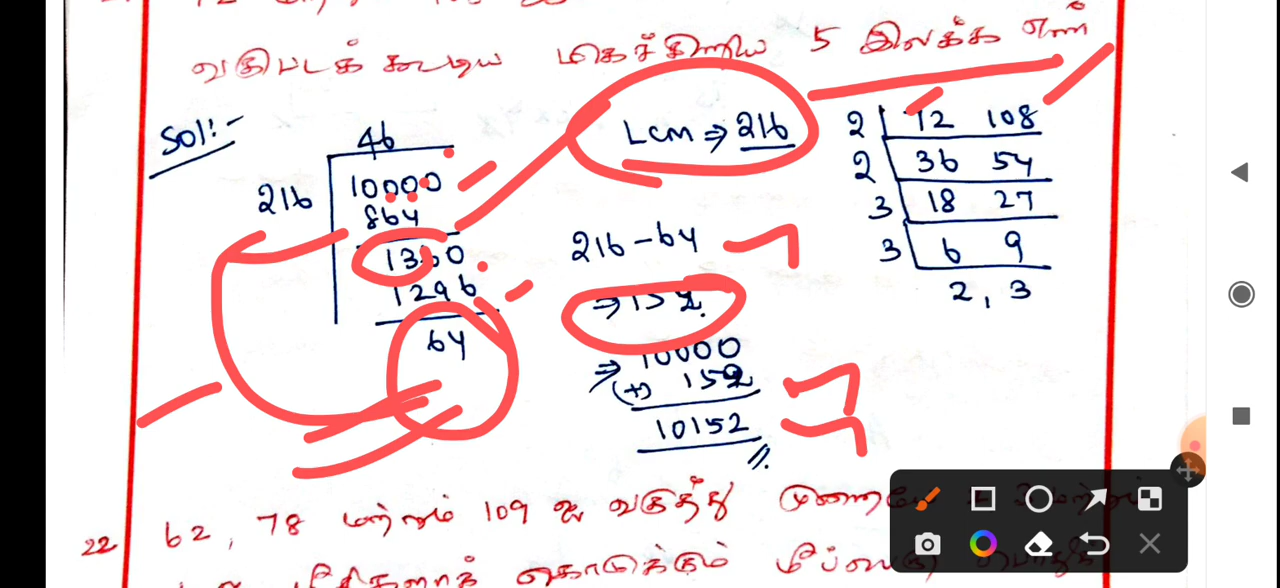 வகுபடக் கூடிய மிகச்சிறிய 5 இலக்க எண்
Sol:-
LCM ⇒ 216
2 | 72 108
2 | 36 54
3 | 18 27
3 | 6 9
2, 3
46
216 | 10000
864
1360
1296
64
216-64
⇒ 152
⇒ 10000
(+) 152
10152 //.
22 62, 78 மற்றும் 109 ஐ வகுத்து முறையே